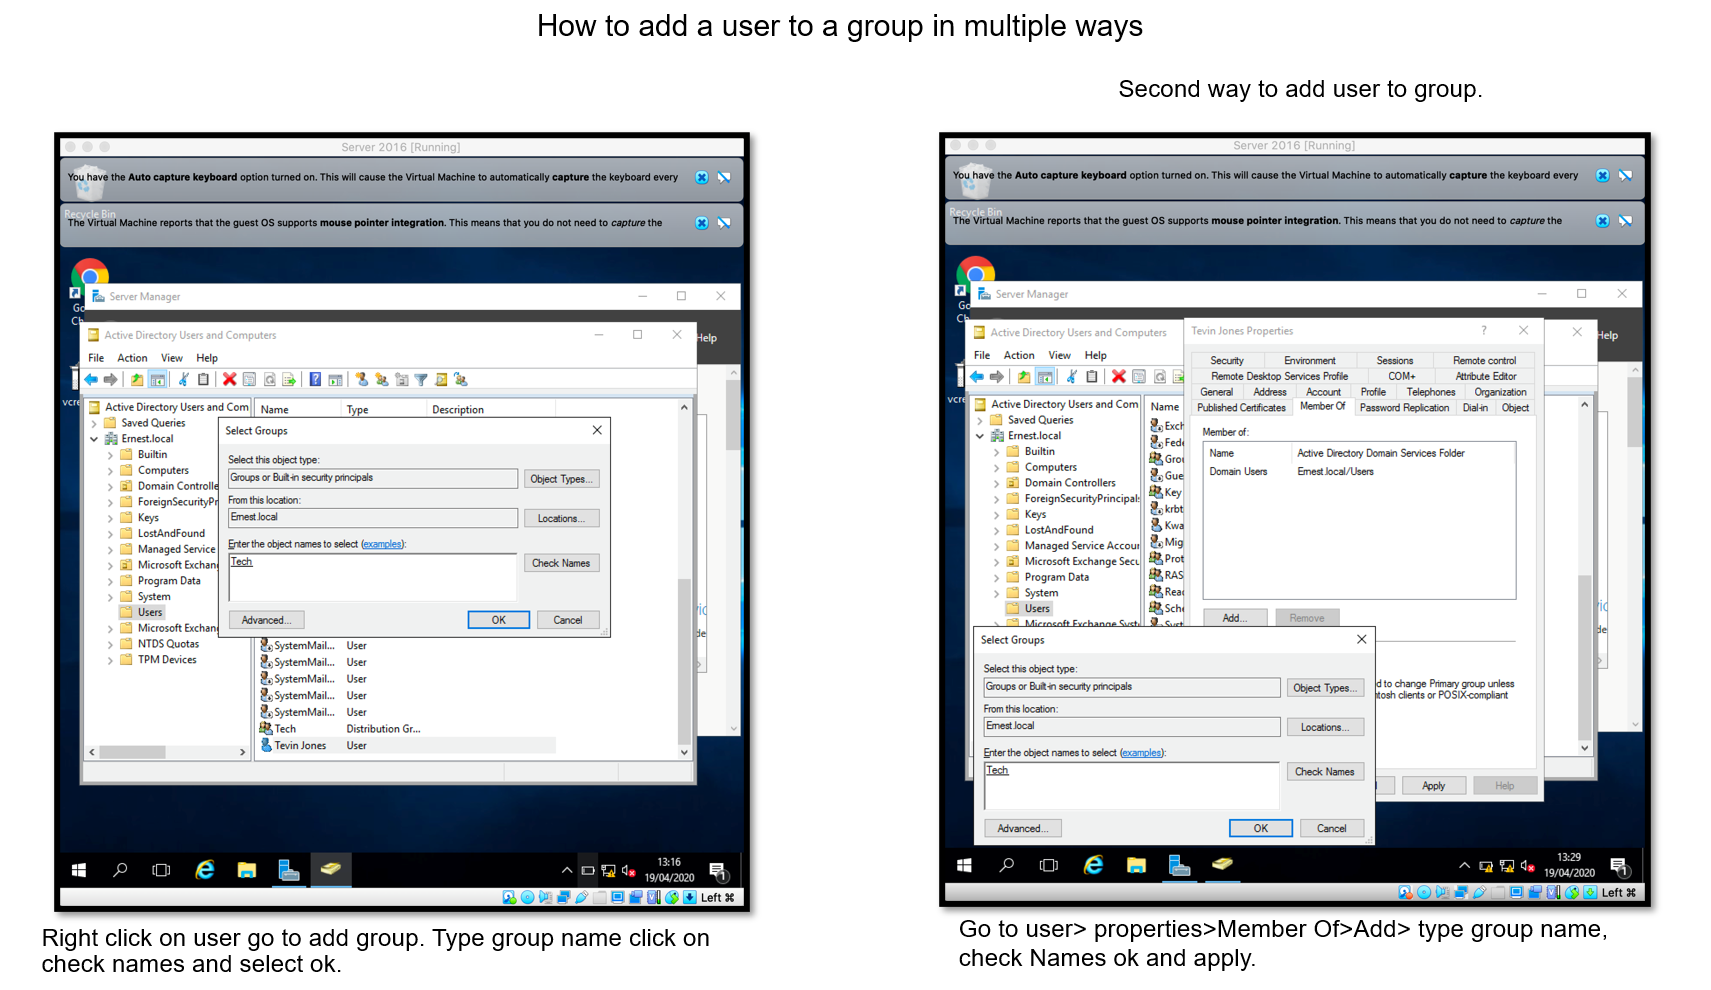 How to add a user to a group in multiple ways
Second way to add user to group.
Server 2016 [Running]
You have the Auto capture keyboard option turned on. This will cause the Virtual Machine to automatically capture the keyboard every
Recycle Bin
The Virtual Machine reports that the guest OS supports mouse pointer integration. This means that you do not need to capture the
Go
Ch
Server Manager
Help
Active Directory Users and Computers
File Action View Help
vcre
Active Directory Users and Com
Saved Queries
Ernest.local
Builtin
Computers
Domain Controlle
ForeignSecurityPr
Keys
LostAndFound
Managed Service
Microsoft Exchan
Program Data
System
Users
Microsoft Exchan
NTDS Quotas
TPM Devices
Name Type Description
Select Groups
Select this object type:
Groups or Built-in security principals
Object Types...
From this location:
Ernest.local
Locations...
Enter the object names to select (examples):
Tech
Check Names
Advanced...
OK
Cancel
SystemMail... User
SystemMail... User
SystemMail... User
SystemMail... User
SystemMail... User
Tech Distribution Gr...
Tevin Jones User
13:16
19/04/2020
1
Left ⌘
Right click on user go to add group. Type group name click on
check names and select ok.
Server 2016 [Running]
You have the Auto capture keyboard option turned on. This will cause the Virtual Machine to automatically capture the keyboard every
Recycle Bin
The Virtual Machine reports that the guest OS supports mouse pointer integration. This means that you do not need to capture the
Go
Ch
Server Manager
Help
Active Directory Users and Computers
File Action View Help
vcre
Active Directory Users and Com
Saved Queries
Ernest.local
Builtin
Computers
Domain Controllers
ForeignSecurityPrincipals
Keys
LostAndFound
Managed Service Accour
Microsoft Exchange Secu
Program Data
System
Users
Microsoft Exchange Syste
Name
Exch
Fede
Grou
Gue
Key
krbt
Kwa
Mig
Prot
RAS
Reac
Sche
Syst
Tevin Jones Properties
Security Environment Sessions Remote control
Remote Desktop Services Profile COM+ Attribute Editor
General Address Account Profile Telephones Organization
Published Certificates Member Of Password Replication Dial-in Object
Member of:
Name Active Directory Domain Services Folder
Domain Users Ernest.local/Users
Add...
Remove
d to change Primary group unless
tosh clients or POSIX-compliant
Apply
Help
Select Groups
Select this object type:
Groups or Built-in security principals
Object Types...
From this location:
Ernest.local
Locations...
Enter the object names to select (examples):
Tech
Check Names
Advanced...
OK
Cancel
13:29
19/04/2020
1
Left ⌘
Go to user> properties>Member Of>Add> type group name,
check Names ok and apply.